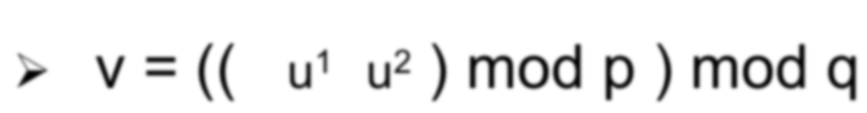 ➢ v = (( u¹ u² ) mod p ) mod q